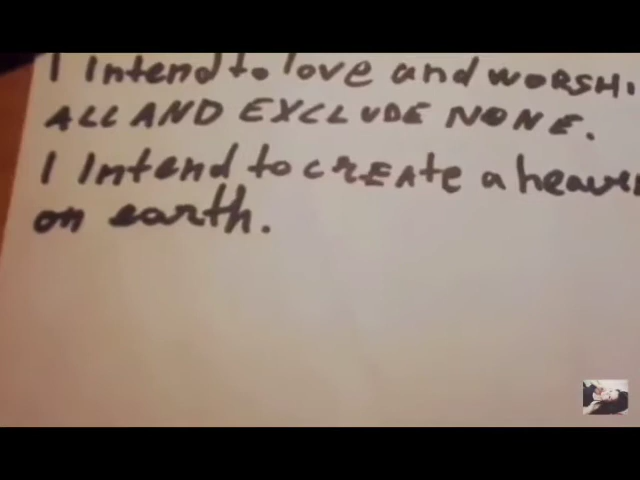 I Intend to love and WORSHI
ALL AND EXCLUDE NONE.
I Intend to cREAte a heave
on earth.